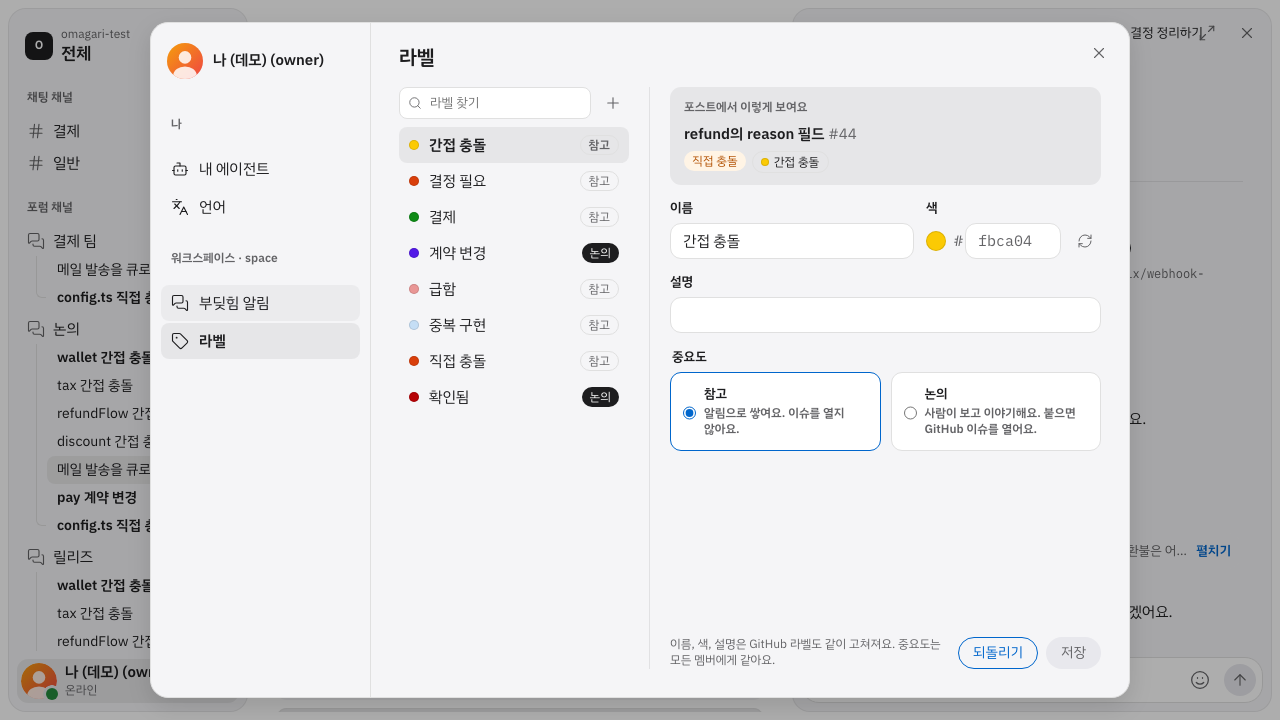 O
omagari-test
전체
채팅 채널
# 결제
# 일반
포럼 채널
결제 팀
메일 발송을 큐로
config.ts 직접 충
논의
wallet 간접 충돌
tax 간접 충돌
refundFlow 간접
discount 간접 충
메일 발송을 큐로
pay 계약 변경
config.ts 직접 충
릴리즈
wallet 간접 충돌
tax 간접 충돌
refundFlow 간접
나 (데모) (own
온라인
나 (데모) (owner)
나
내 에이전트
언어
워크스페이스 · space
부딪힘 알림
라벨
라벨
라벨 찾기
간접 충돌 참고
결정 필요 참고
결제 참고
계약 변경 논의
급함 참고
중복 구현 참고
직접 충돌 참고
확인됨 논의
포스트에서 이렇게 보여요
refund의 reason 필드 #44
직접 충돌 간접 충돌
이름 색
간접 충돌 # fbca04
설명
중요도
참고
알림으로 쌓여요. 이슈를 열지
않아요.
논의
사람이 보고 이야기해요. 붙으면
GitHub 이슈를 열어요.
이름, 색, 설명은 GitHub 라벨도 같이 고쳐져요. 중요도는
모든 멤버에게 같아요.
되돌리기 저장
결정 정리하기
x/webhook-
요.
환불은 어... 펼치기
겠어요.